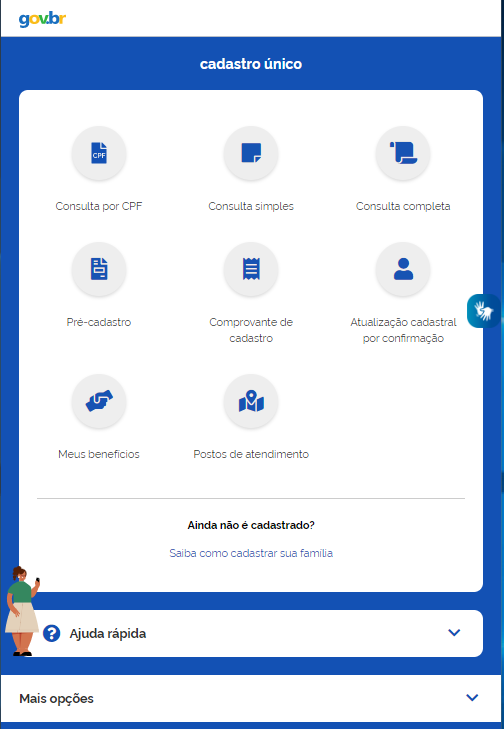 gov.br
cadastro único
CPF
Consulta por CPF
Consulta simples
Consulta completa
Pré-cadastro
Comprovante de
cadastro
Atualização cadastral
por confirmação
Meus benefícios
Postos de atendimento
Ainda não é cadastrado?
Saiba como cadastrar sua família
?
Ajuda rápida
Mais opções